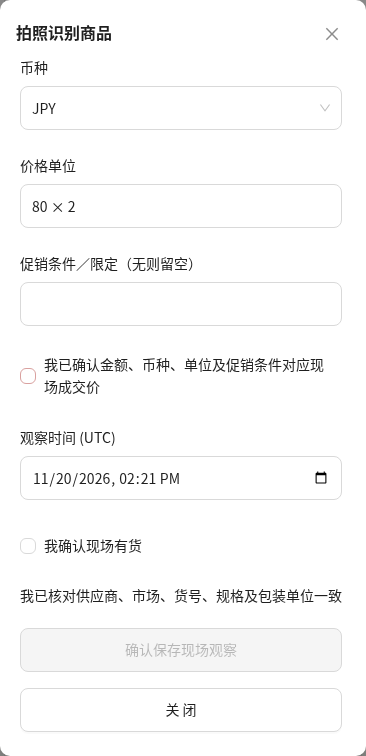 拍照识别商品
币种
JPY
价格单位
80 × 2
促销条件／限定（无则留空）
我已确认金额、币种、单位及促销条件对应现
场成交价
观察时间 (UTC)
11/20/2026, 02:21 PM
我确认现场有货
我已核对供应商、市场、货号、规格及包装单位一致
确认保存现场观察
关 闭